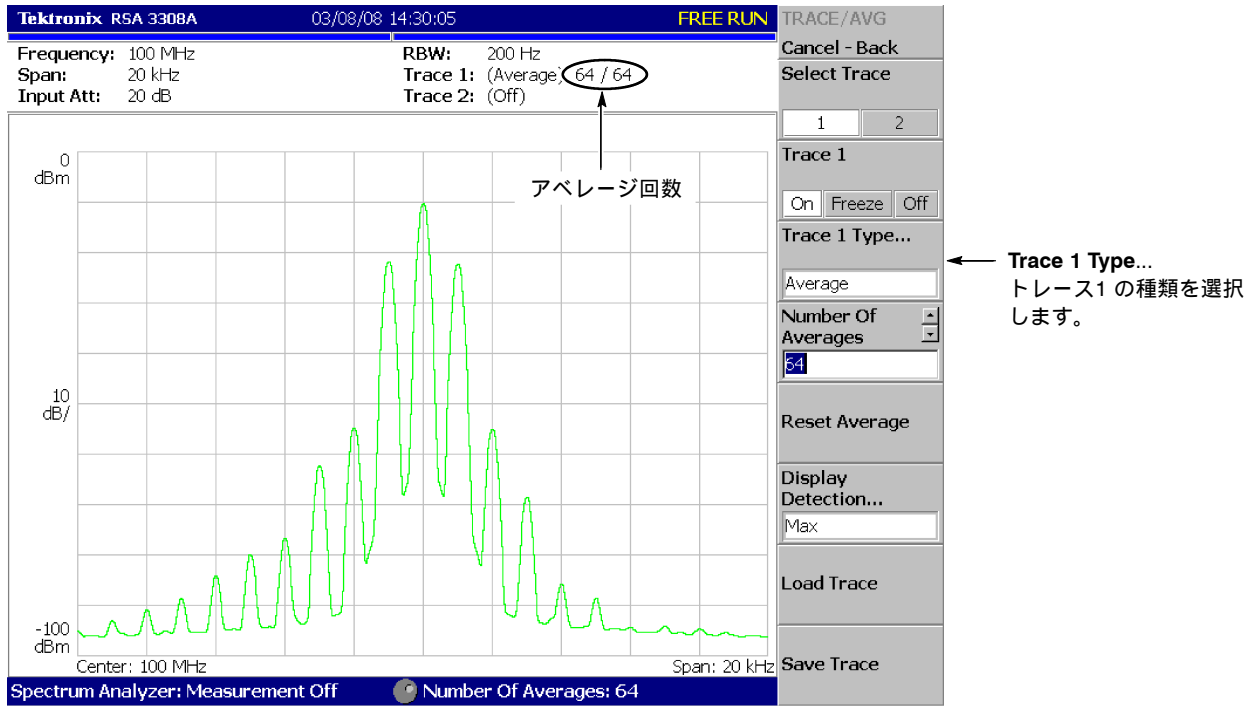 Tektronix RSA 3308A 03/08/08 14:30:05 FREE RUN
Frequency: 100 MHz
Span: 20 kHz
Input Att: 20 dB
RBW: 200 Hz
Trace 1: (Average) 64 / 64
Trace 2: (Off)
アベレージ回数
0
dBm
10
dB/
-100
dBm
Center: 100 MHz
Span: 20 kHz
Spectrum Analyzer: Measurement Off
Number Of Averages: 64
TRACE/AVG
Cancel - Back
Select Trace
1 2
Trace 1
On Freeze Off
Trace 1 Type...
Average
Number Of
Averages
64
Reset Average
Display
Detection...
Max
Load Trace
Save Trace
Trace 1 Type...
トレース1 の種類を選択
します。